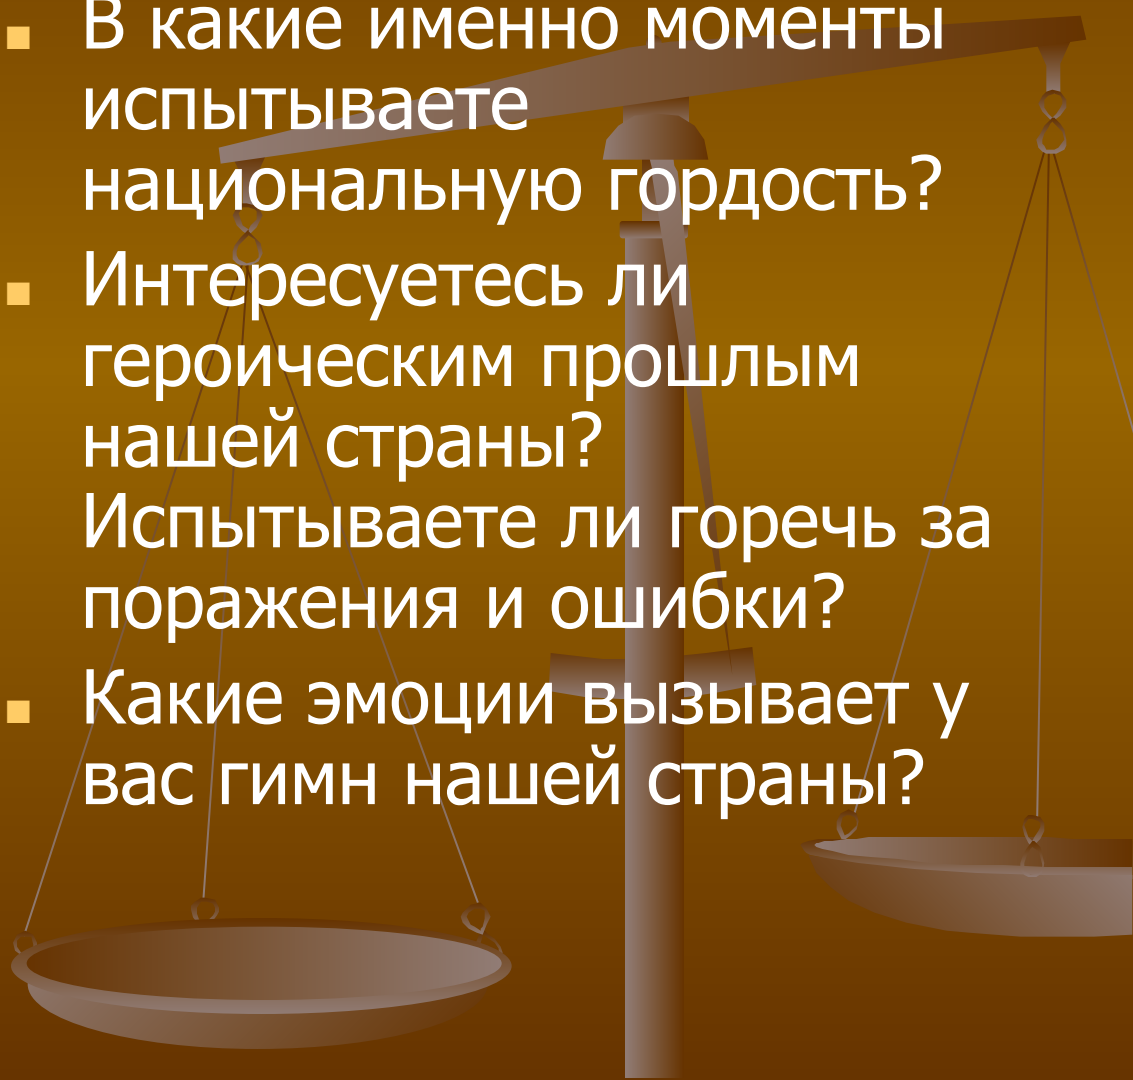 В какие именно моменты
испытываете
национальную гордость?
Интересуетесь ли
героическим прошлым
нашей страны?
Испытываете ли горечь за
поражения и ошибки?
Какие эмоции вызывает у
вас гимн нашей страны?